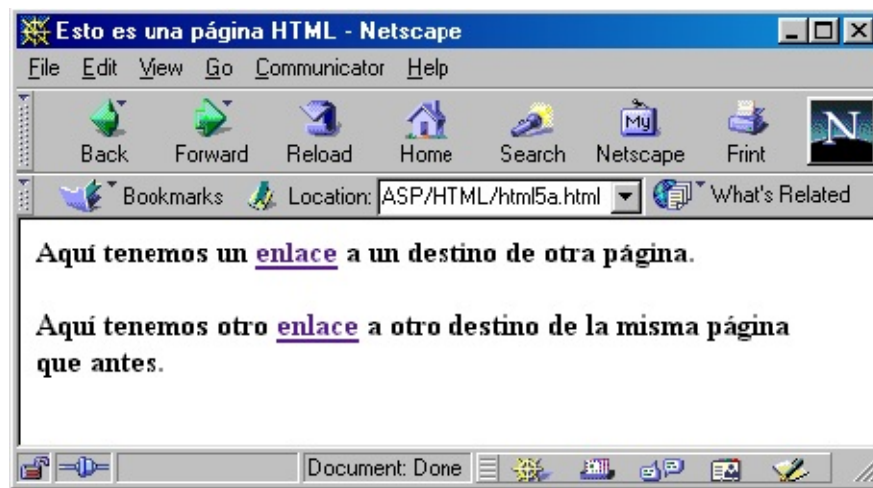 Esto es una página HTML - Netscape
File Edit View Go Communicator Help
My N
Back Forward Reload Home Search Netscape Print
Bookmarks Location: ASP/HTML/html5a.html What's Related
Aquí tenemos un enlace a un destino de otra página.
Aquí tenemos otro enlace a otro destino de la misma página
que antes.
Document: Done